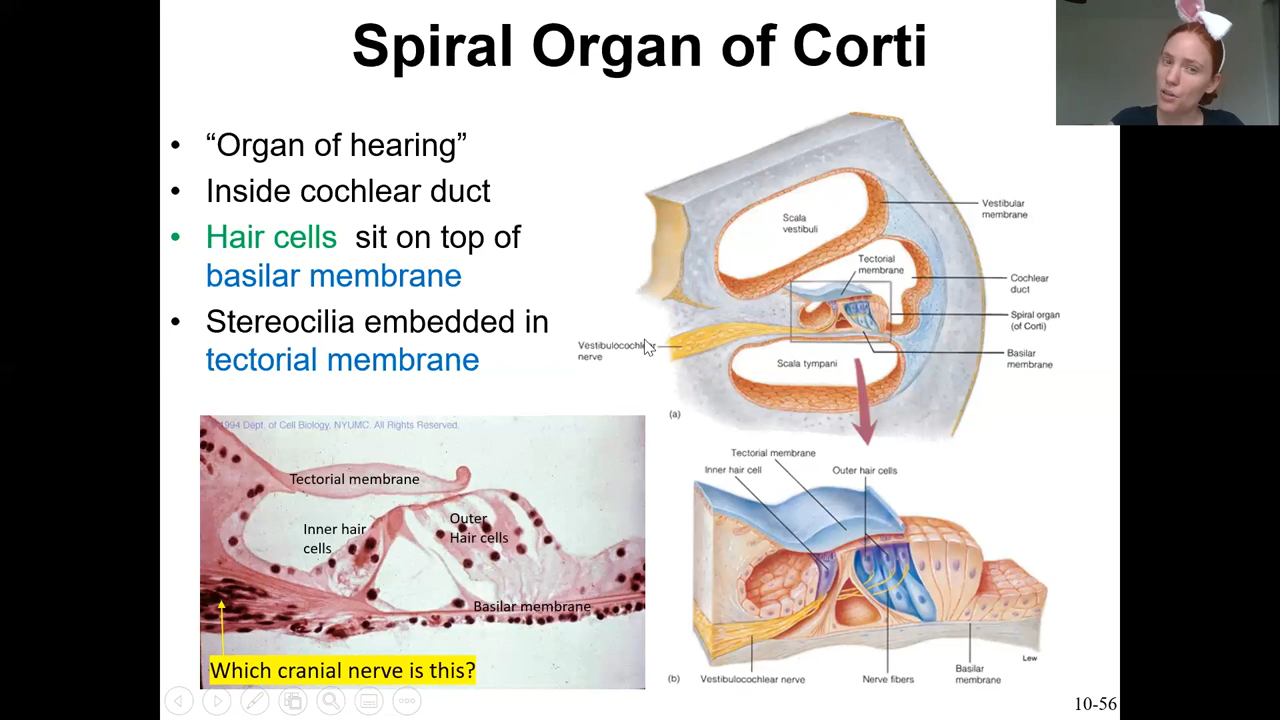 Spiral Organ of Corti
• “Organ of hearing”
• Inside cochlear duct
• Hair cells sit on top of
basilar membrane
• Stereocilia embedded in
tectorial membrane
Scala
vestibuli
Vestibular
membrane
Tectorial
membrane
Cochlear
duct
Spiral organ
(of Corti)
Vestibulocochl
nerve
Scala tympani
Basilar
membrane
(a)
1994 Dept. of Cell Biology, NYUMC. All Rights Reserved.
Tectorial membrane
Inner hair
cells
Outer
Hair cells
Basilar membrane
Which cranial nerve is this?
Tectorial membrane
Inner hair cell
Outer hair cells
Lew
(b)
Vestibulocochlear nerve
Nerve fibers
Basilar
membrane
10-56